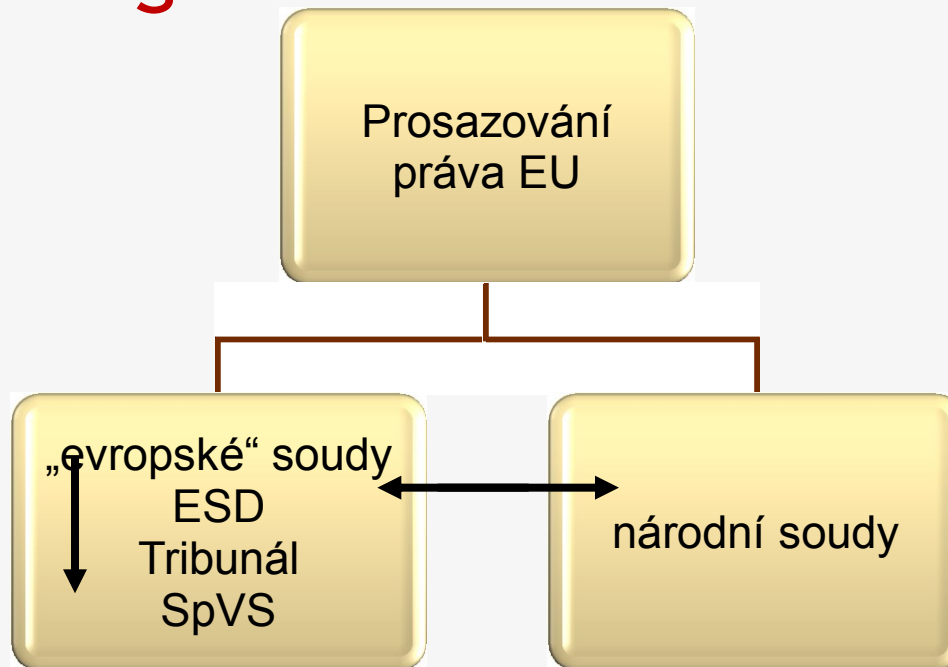 Prosazování
práva EU
„evropské“ soudy
ESD
Tribunál
SpVS
národní soudy